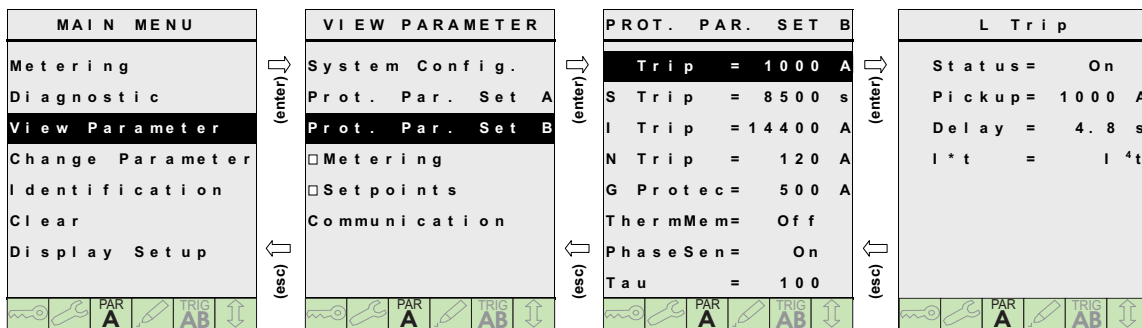 MAIN MENU
Metering
Diagnostic
View Parameter
Change Parameter
Identification
Clear
Display Setup
PAR
A
TRIG
AB
(enter)
(esc)
VIEW PARAMETER
System Config.
Prot. Par. Set A
Prot. Par. Set B
□Metering
□Setpoints
Communication
PAR
A
TRIG
AB
(enter)
(esc)
PROT. PAR. SET B
Trip = 1000 A
S Trip = 8500 s
I Trip =14400 A
N Trip = 120 A
G Protec= 500 A
ThermMem= Off
PhaseSen= On
Tau = 100
PAR
A
TRIG
AB
(enter)
(esc)
L Trip
Status= On
Pickup= 1000 A
Delay = 4.8 s
I*t = I⁴t
PAR
A
TRIG
AB